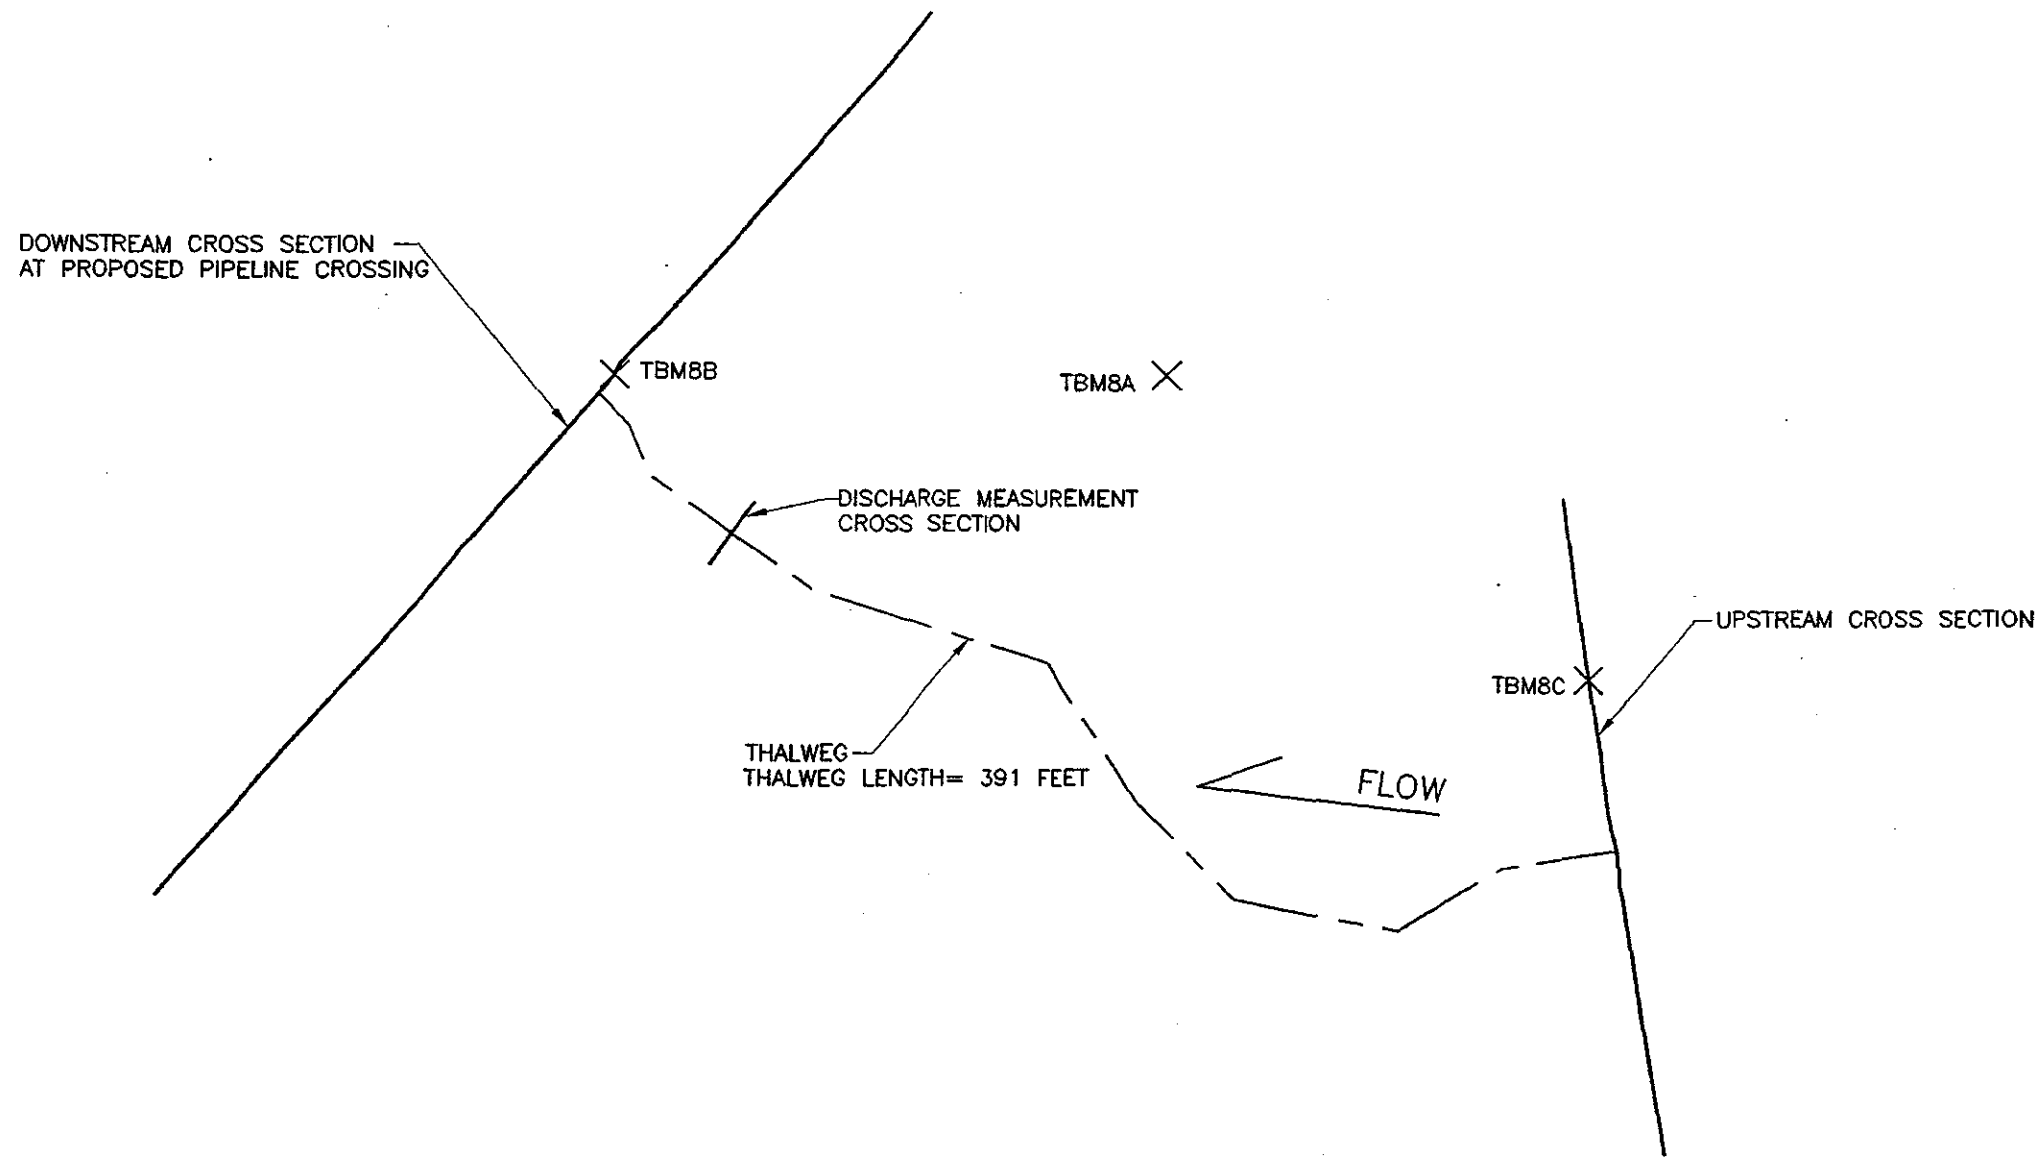 DOWNSTREAM CROSS SECTION
AT PROPOSED PIPELINE CROSSING
TBM8B
TBM8A
DISCHARGE MEASUREMENT
CROSS SECTION
UPSTREAM CROSS SECTION
TBM8C
THALWEG
THALWEG LENGTH= 391 FEET
FLOW